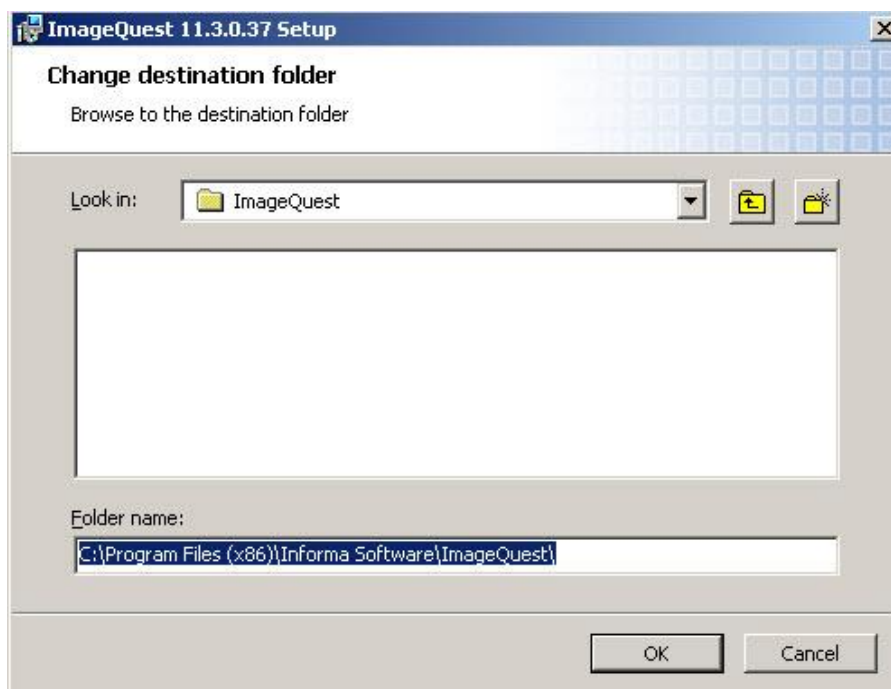 ImageQuest 11.3.0.37 Setup
Change destination folder
Browse to the destination folder
Look in:
ImageQuest
Folder name:
C:\Program Files (x86)\Informa Software\ImageQuest\
OK
Cancel